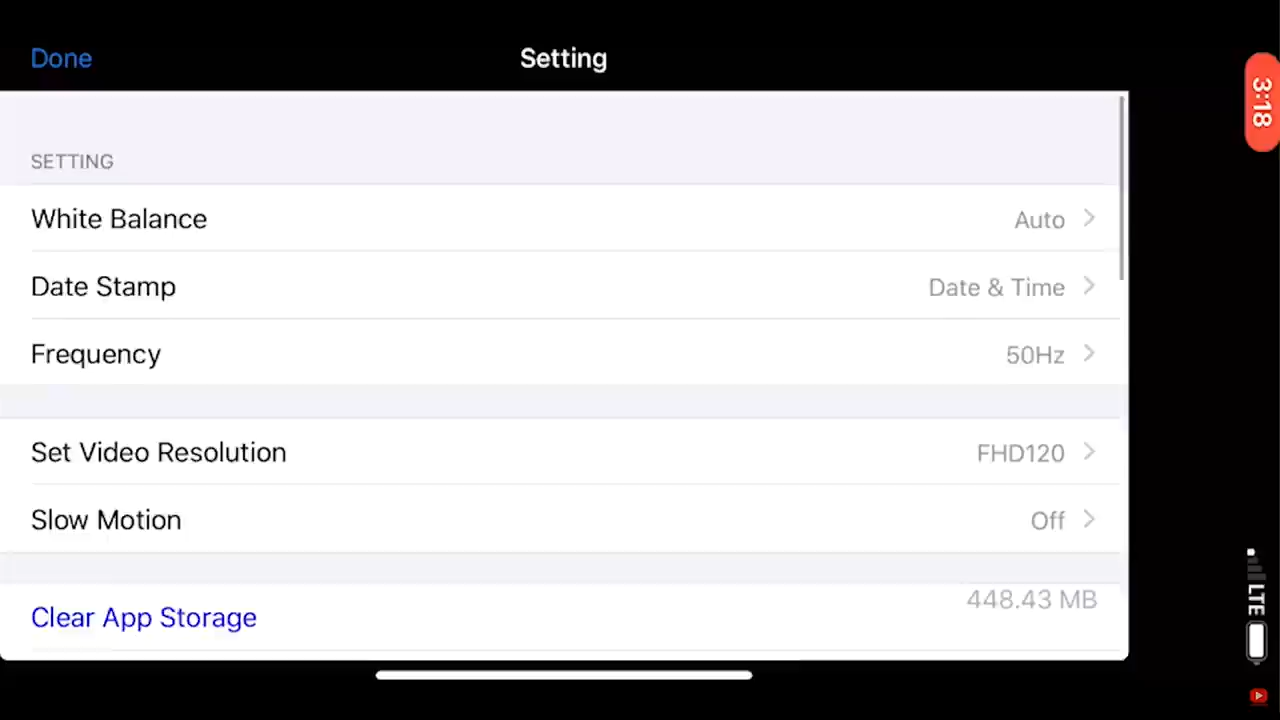 Done
Setting
3:18
SETTING
White Balance
Auto
Date Stamp
Date & Time
Frequency
50Hz
Set Video Resolution
FHD120
Slow Motion
Off
Clear App Storage
448.43 MB
LTE